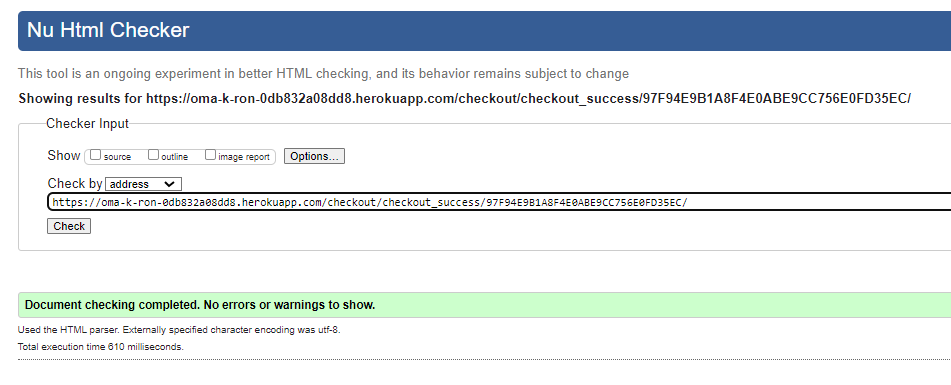 Nu Html Checker
This tool is an ongoing experiment in better HTML checking, and its behavior remains subject to change
Showing results for https://oma-k-ron-0db832a08dd8.herokuapp.com/checkout/checkout_success/97F94E9B1A8F4E0ABE9CC756E0FD35EC/
Checker Input
Show source outline image report Options...
Check by address
https://oma-k-ron-0db832a08dd8.herokuapp.com/checkout/checkout_success/97F94E9B1A8F4E0ABE9CC756E0FD35EC/
Check
Document checking completed. No errors or warnings to show.
Used the HTML parser. Externally specified character encoding was utf-8.
Total execution time 610 milliseconds.